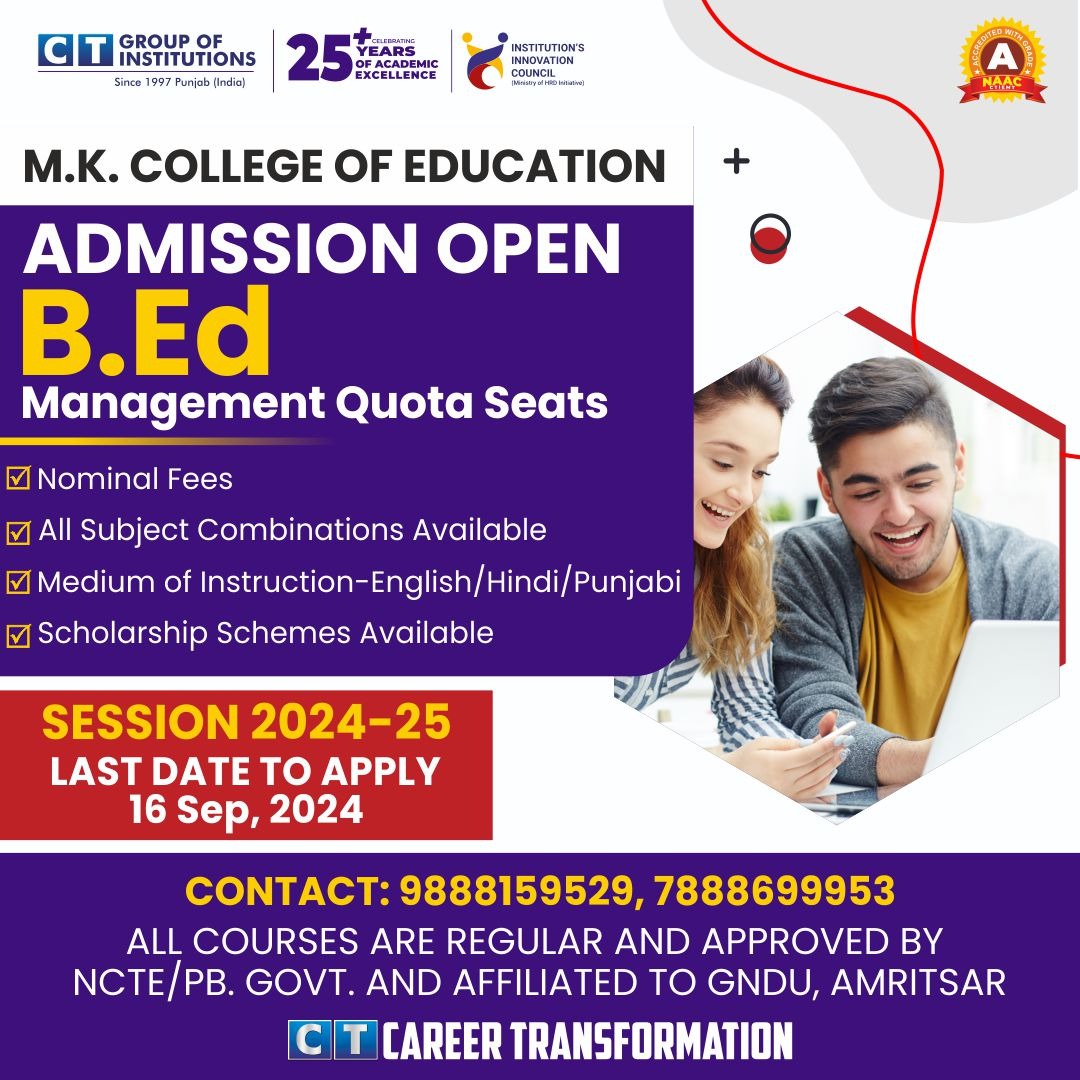 CT GROUP OF
INSTITUTIONS
Since 1997 Punjab (India)
25+ CELEBRATING
YEARS
OF ACADEMIC
EXCELLENCE
INSTITUTION'S
INNOVATION
COUNCIL
(Ministry of HRD Initiative)
ACCREDITED WITH GRADE
A
NAAC
CTIEMT
M.K. COLLEGE OF EDUCATION
ADMISSION OPEN
B.Ed
Management Quota Seats
Nominal Fees
All Subject Combinations Available
Medium of Instruction-English/Hindi/Punjabi
Scholarship Schemes Available
SESSION 2024-25
LAST DATE TO APPLY
16 Sep, 2024
CONTACT: 9888159529, 7888699953
ALL COURSES ARE REGULAR AND APPROVED BY
NCTE/PB. GOVT. AND AFFILIATED TO GNDU, AMRITSAR
CT CAREER TRANSFORMATION